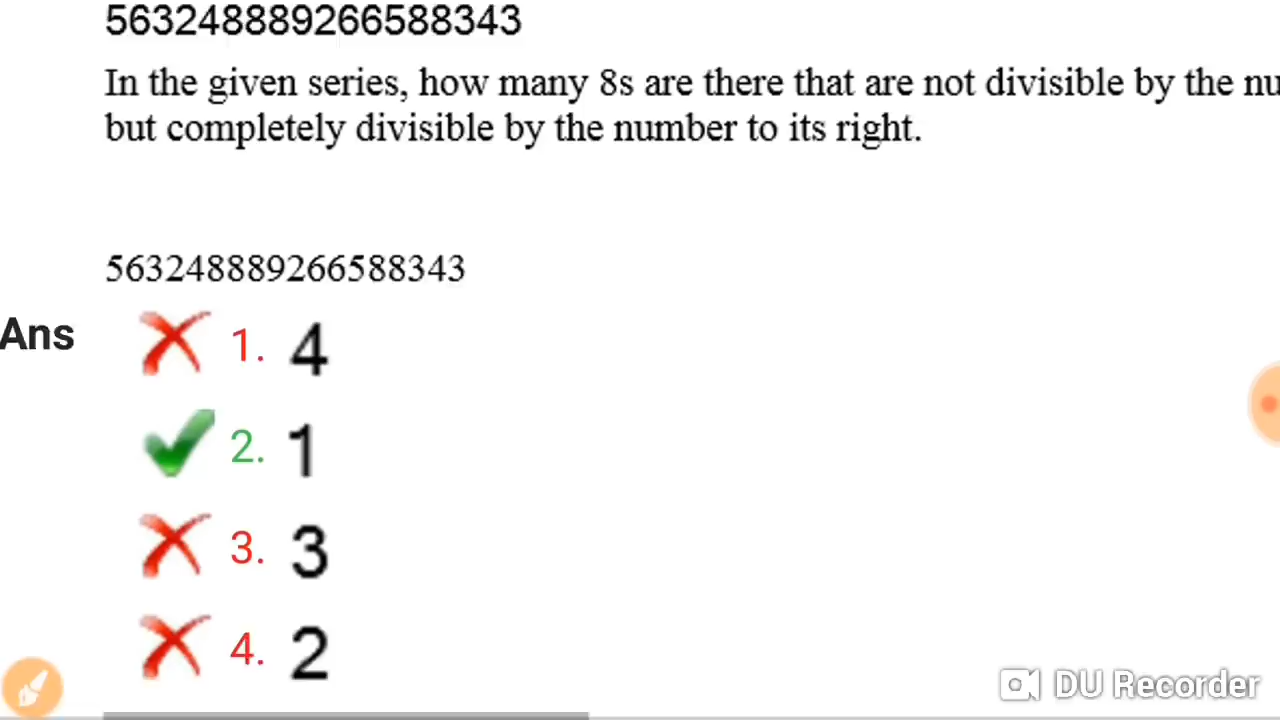 563248889266588343
In the given series, how many 8s are there that are not divisible by the nu
but completely divisible by the number to its right.
563248889266588343
Ans
1. 4
2. 1
3. 3
4. 2
DU Recorder